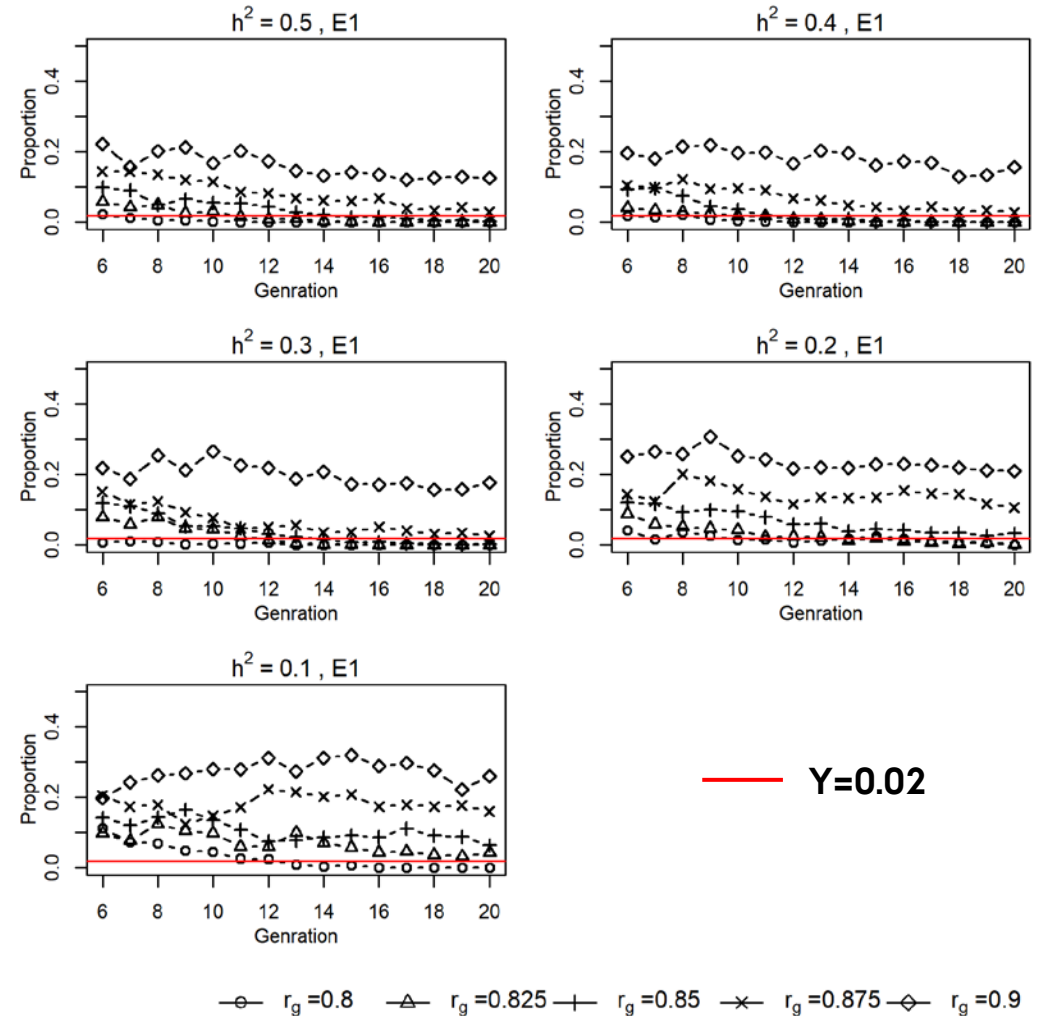 h² = 0.5 , E1
Proportion
0.0 0.2 0.4
6 8 10 12 14 16 18 20
Genration
h² = 0.4 , E1
Proportion
0.0 0.2 0.4
6 8 10 12 14 16 18 20
Genration
h² = 0.3 , E1
Proportion
0.0 0.2 0.4
6 8 10 12 14 16 18 20
Genration
h² = 0.2 , E1
Proportion
0.0 0.2 0.4
6 8 10 12 14 16 18 20
Genration
h² = 0.1 , E1
Proportion
0.0 0.2 0.4
6 8 10 12 14 16 18 20
Genration
Y=0.02
r_g =0.8 r_g =0.825 r_g =0.85 r_g =0.875 r_g =0.9